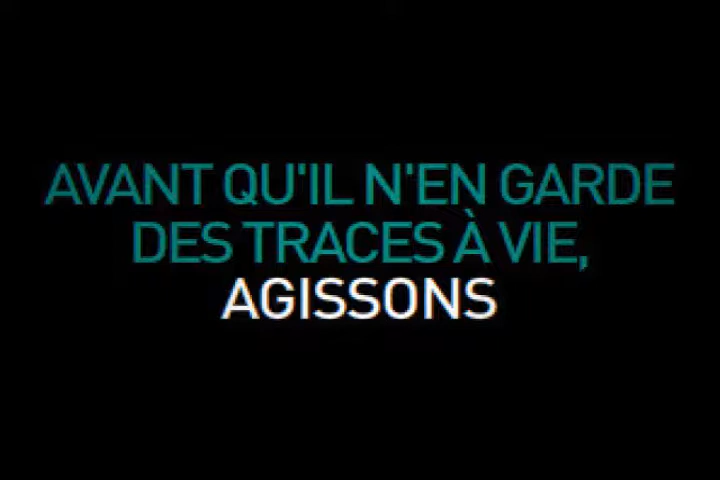 AVANT QU'IL N'EN GARDE
DES TRACES À VIE,
AGISSONS